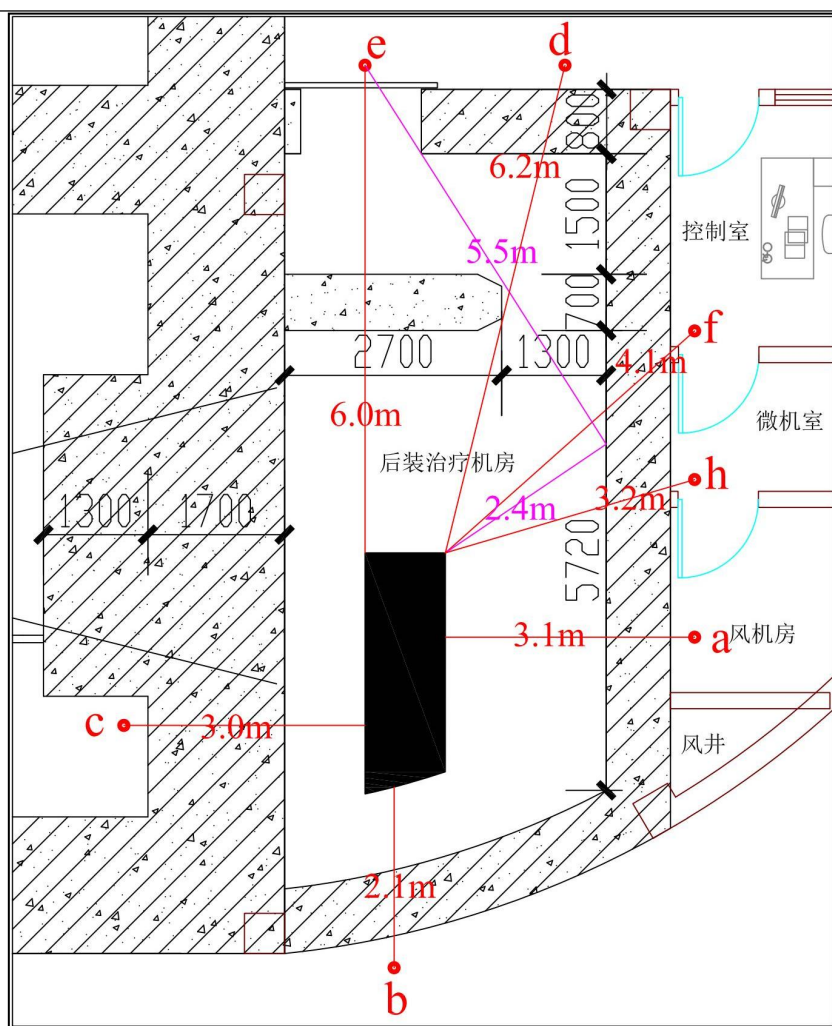 e
d
800
6.2m
1500
控制室
5.5m
700
f
2700
1300
4.1m
6.0m
微机室
后装治疗机房
h
1300
1700
3.2m
2.4m
5720
3.1m
a
风机房
c
3.0m
风井
2.1m
b